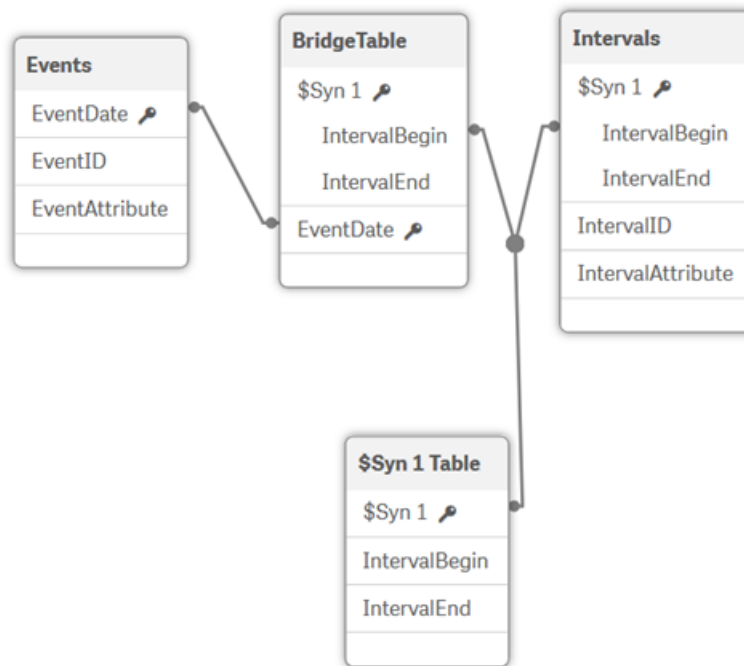 Events
EventDate
EventID
EventAttribute
BridgeTable
$Syn 1
IntervalBegin
IntervalEnd
EventDate
Intervals
$Syn 1
IntervalBegin
IntervalEnd
IntervalID
IntervalAttribute
$Syn 1 Table
$Syn 1
IntervalBegin
IntervalEnd